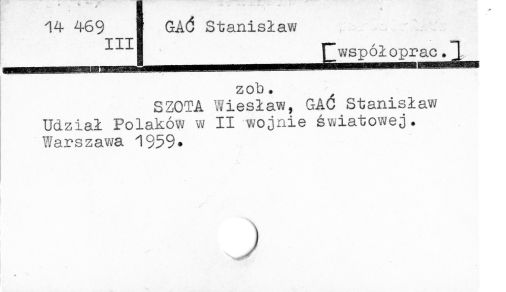 14 469
III
GAĆ Stanisław
[współoprac.]
zob.
SZOTA Wiesław, GAĆ Stanisław
Udział Polaków w II wojnie światowej.
Warszawa 1959.